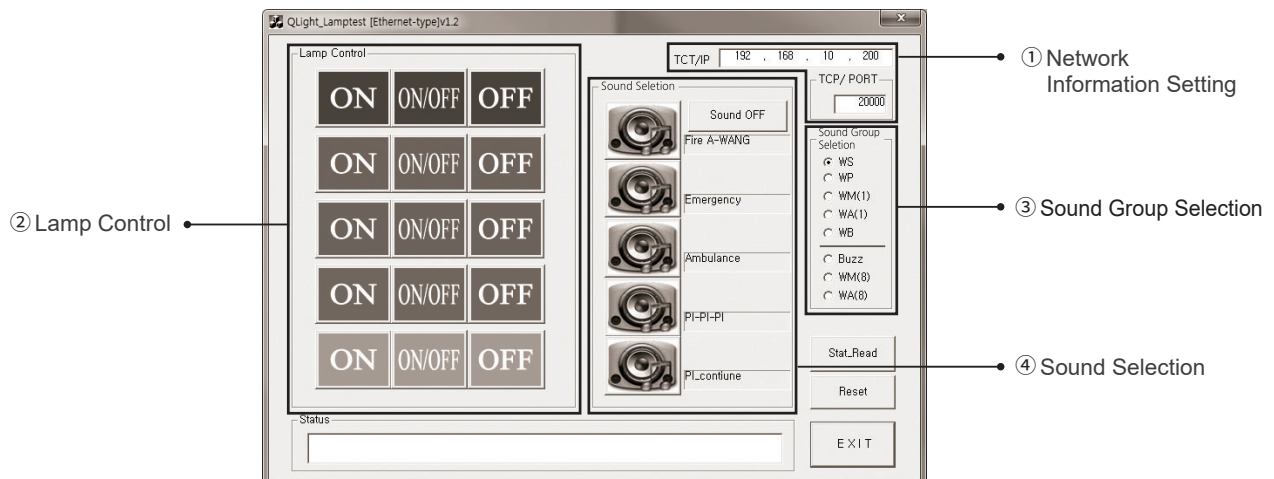 QLight_Lamptest [Ethernet-type]v1.2
Lamp Control
ON ON/OFF OFF
ON ON/OFF OFF
ON ON/OFF OFF
ON ON/OFF OFF
ON ON/OFF OFF
② Lamp Control
TCT/IP 192 . 168 . 10 . 200
TCP/ PORT
20000
① Network
Information Setting
Sound Seletion
Sound OFF
Fire A-WANG
Emergency
Ambulance
PI-PI-PI
PI_contiune
Sound Group
Seletion
WS
WP
WM(1)
WA(1)
WB
Buzz
WM(8)
WA(8)
③ Sound Group Selection
④ Sound Selection
Stat_Read
Reset
EXIT
Status